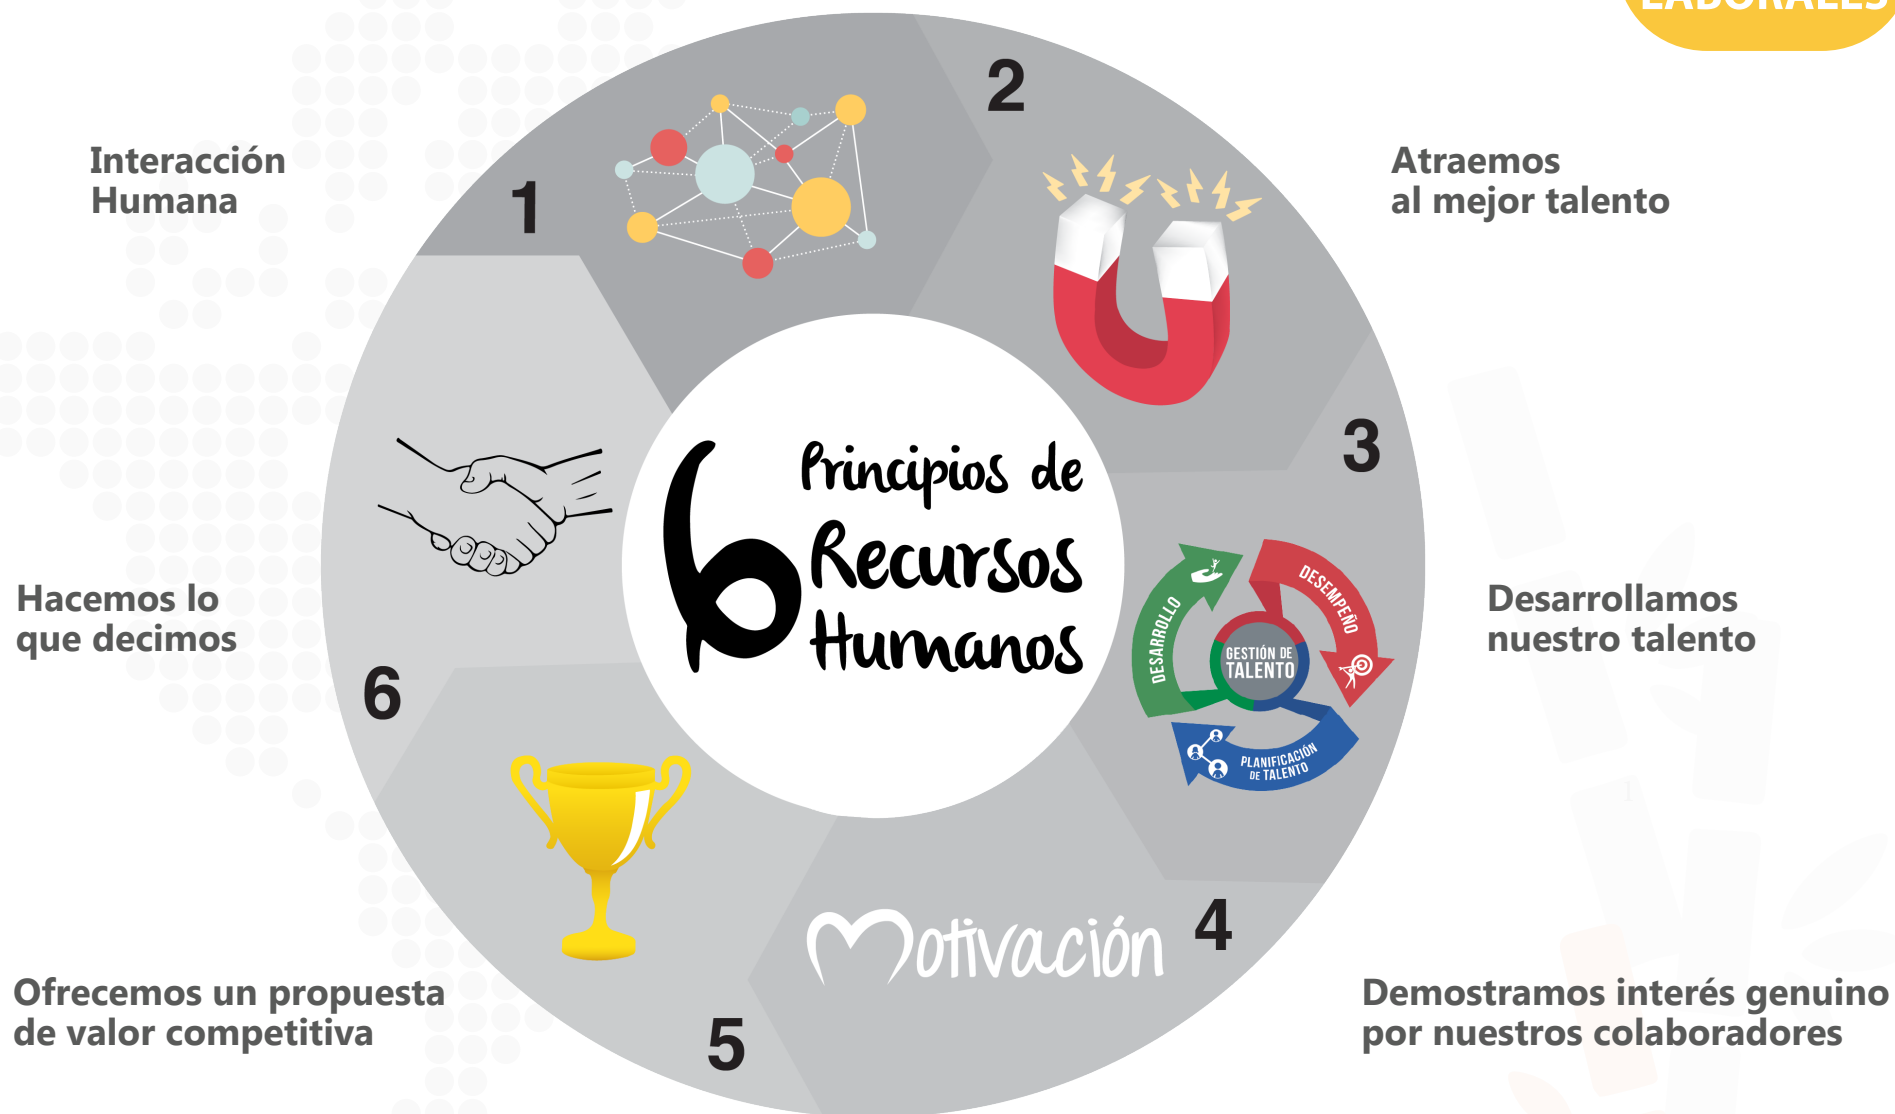 LABORALES
1
Interacción
Humana
2
Atraemos
al mejor talento
3
Desarrollamos
nuestro talento
DESARROLLO
DESEMPEÑO
GESTIÓN DE
TALENTO
PLANIFICACIÓN
DE TALENTO
4
Motivación
Demostramos interés genuino
por nuestros colaboradores
5
Ofrecemos un propuesta
de valor competitiva
6
Hacemos lo
que decimos
6
Principios de
Recursos
Humanos
1